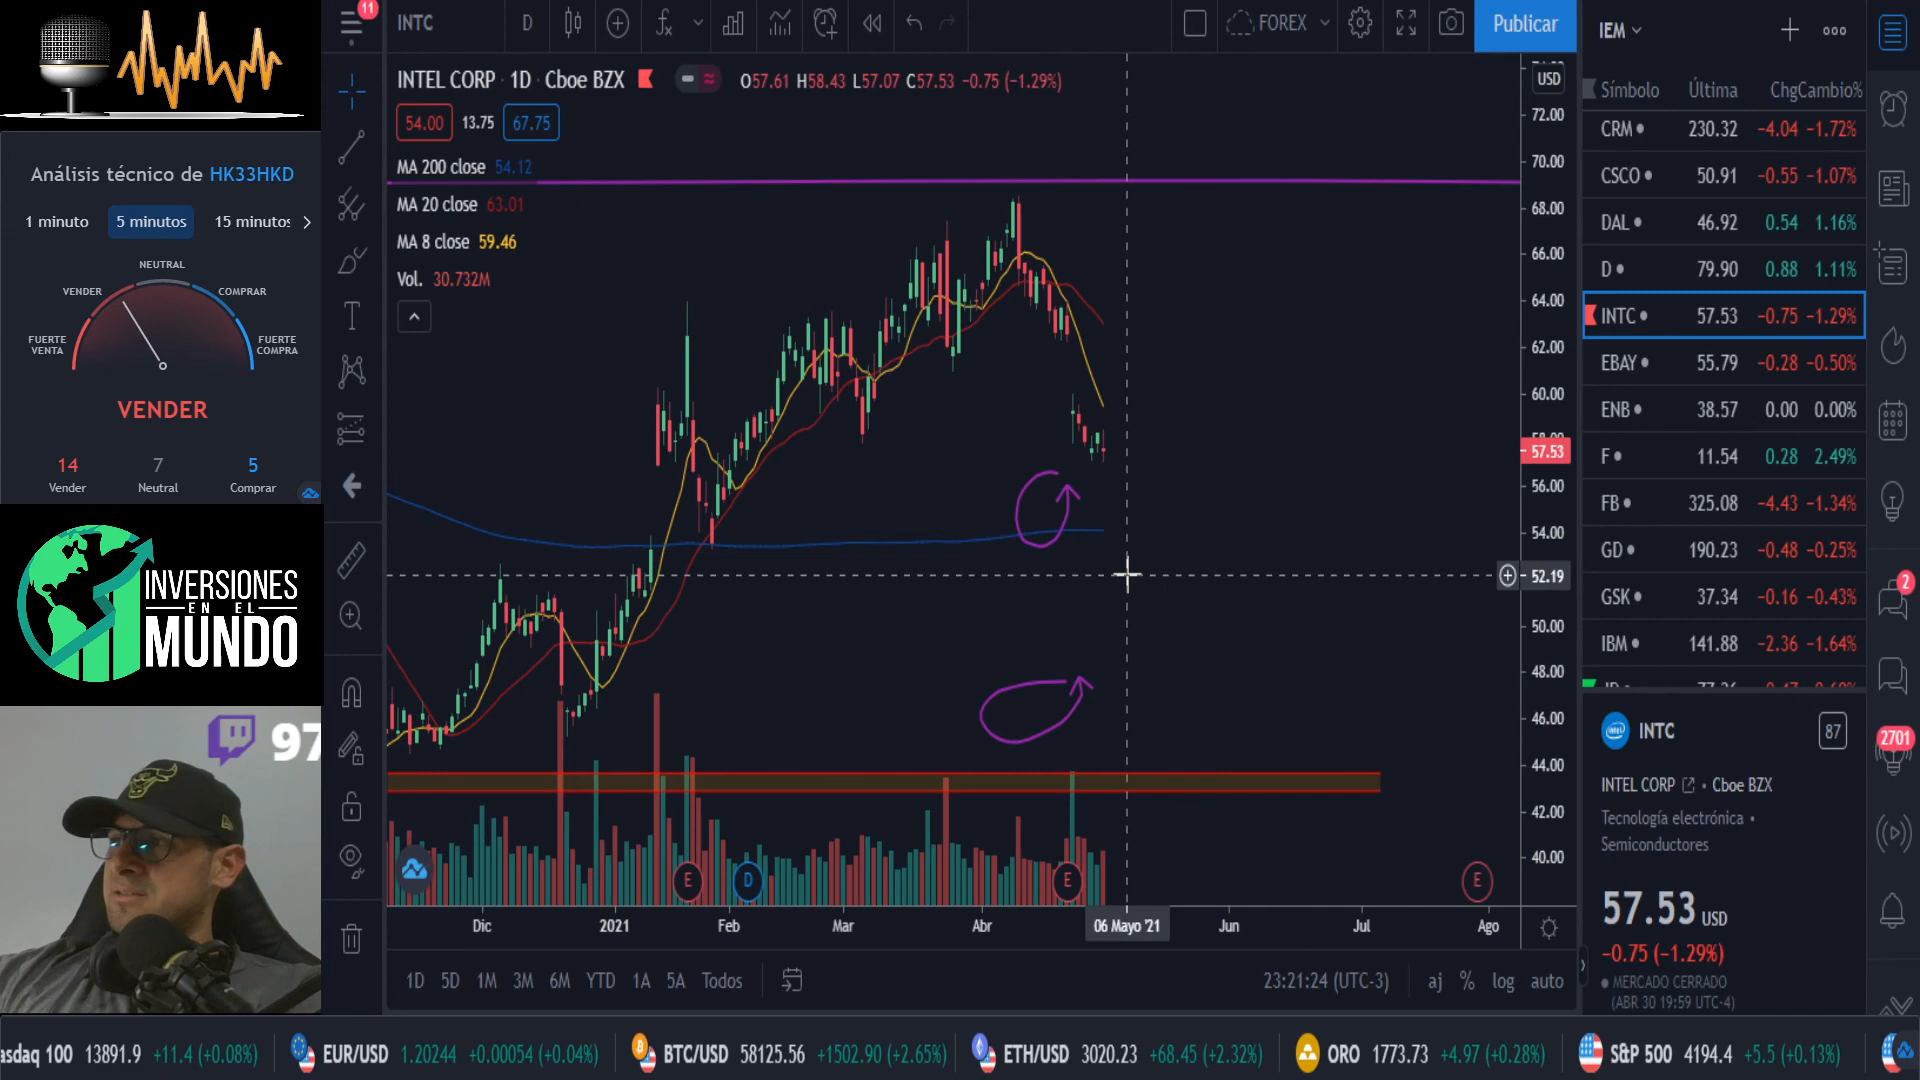 11
INTC
D
FOREX
Publicar
IEM
INTEL CORP · 1D · Cboe BZX
O57.61 H58.43 L57.07 C57.53 −0.75 (−1.29%)
54.00
13.75
67.75
MA 200 close 54.12
MA 20 close 63.01
MA 8 close 59.46
Vol. 30.732M
Análisis técnico de HK33HKD
1 minuto
5 minutos
15 minutos
NEUTRAL
VENDER
COMPRAR
FUERTE VENTA
FUERTE COMPRA
VENDER
14
7
5
Vender
Neutral
Comprar
INVERSIONES
EN EL
MUNDO
97
USD
72.00
70.00
68.00
66.00
64.00
62.00
60.00
57.53
56.00
54.00
52.19
50.00
48.00
46.00
44.00
42.00
40.00
E
D
E
E
Dic
2021
Feb
Mar
Abr
06 Mayo '21
Jun
Jul
Ago
1D
5D
1M
3M
6M
YTD
1A
5A
Todos
23:21:24 (UTC-3)
aj
%
log
auto
Símbolo
Última
Chg
Cambio%
CRM 230.32 −4.04 −1.72%
CSCO 50.91 −0.55 −1.07%
DAL 46.92 0.54 1.16%
D 79.90 0.88 1.11%
INTC 57.53 −0.75 −1.29%
EBAY 55.79 −0.28 −0.50%
ENB 38.57 0.00 0.00%
F 11.54 0.28 2.49%
FB 325.08 −4.43 −1.34%
GD 190.23 −0.48 −0.25%
GSK 37.34 −0.16 −0.43%
IBM 141.88 −2.36 −1.64%
2
2701
INTC
87
INTEL CORP • Cboe BZX
Tecnología electrónica •
Semiconductores
57.53 USD
−0.75 (−1.29%)
MERCADO CERRADO
(ABR 30 19:59 UTC-4)
asdaq 100 13891.9 +11.4 (+0.08%)
EUR/USD 1.20244 +0.00054 (+0.04%)
BTC/USD 58125.56 +1502.90 (+2.65%)
ETH/USD 3020.23 +68.45 (+2.32%)
ORO 1773.73 +4.97 (+0.28%)
S&P 500 4194.4 +5.5 (+0.13%)